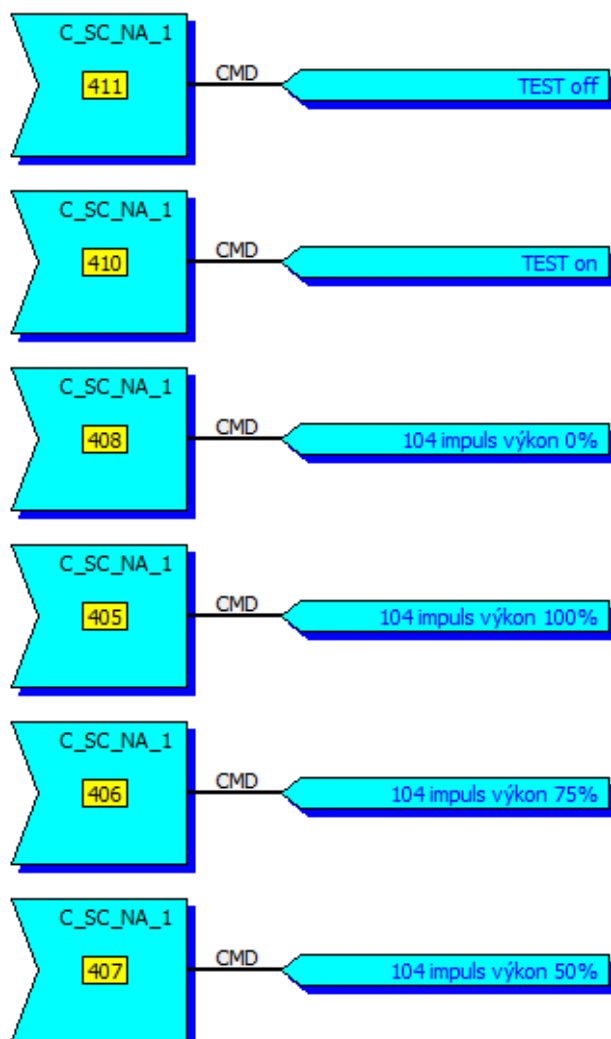 C_SC_NA_1
411
CMD
TEST off
C_SC_NA_1
410
CMD
TEST on
C_SC_NA_1
408
CMD
104 impuls výkon 0%
C_SC_NA_1
405
CMD
104 impuls výkon 100%
C_SC_NA_1
406
CMD
104 impuls výkon 75%
C_SC_NA_1
407
CMD
104 impuls výkon 50%